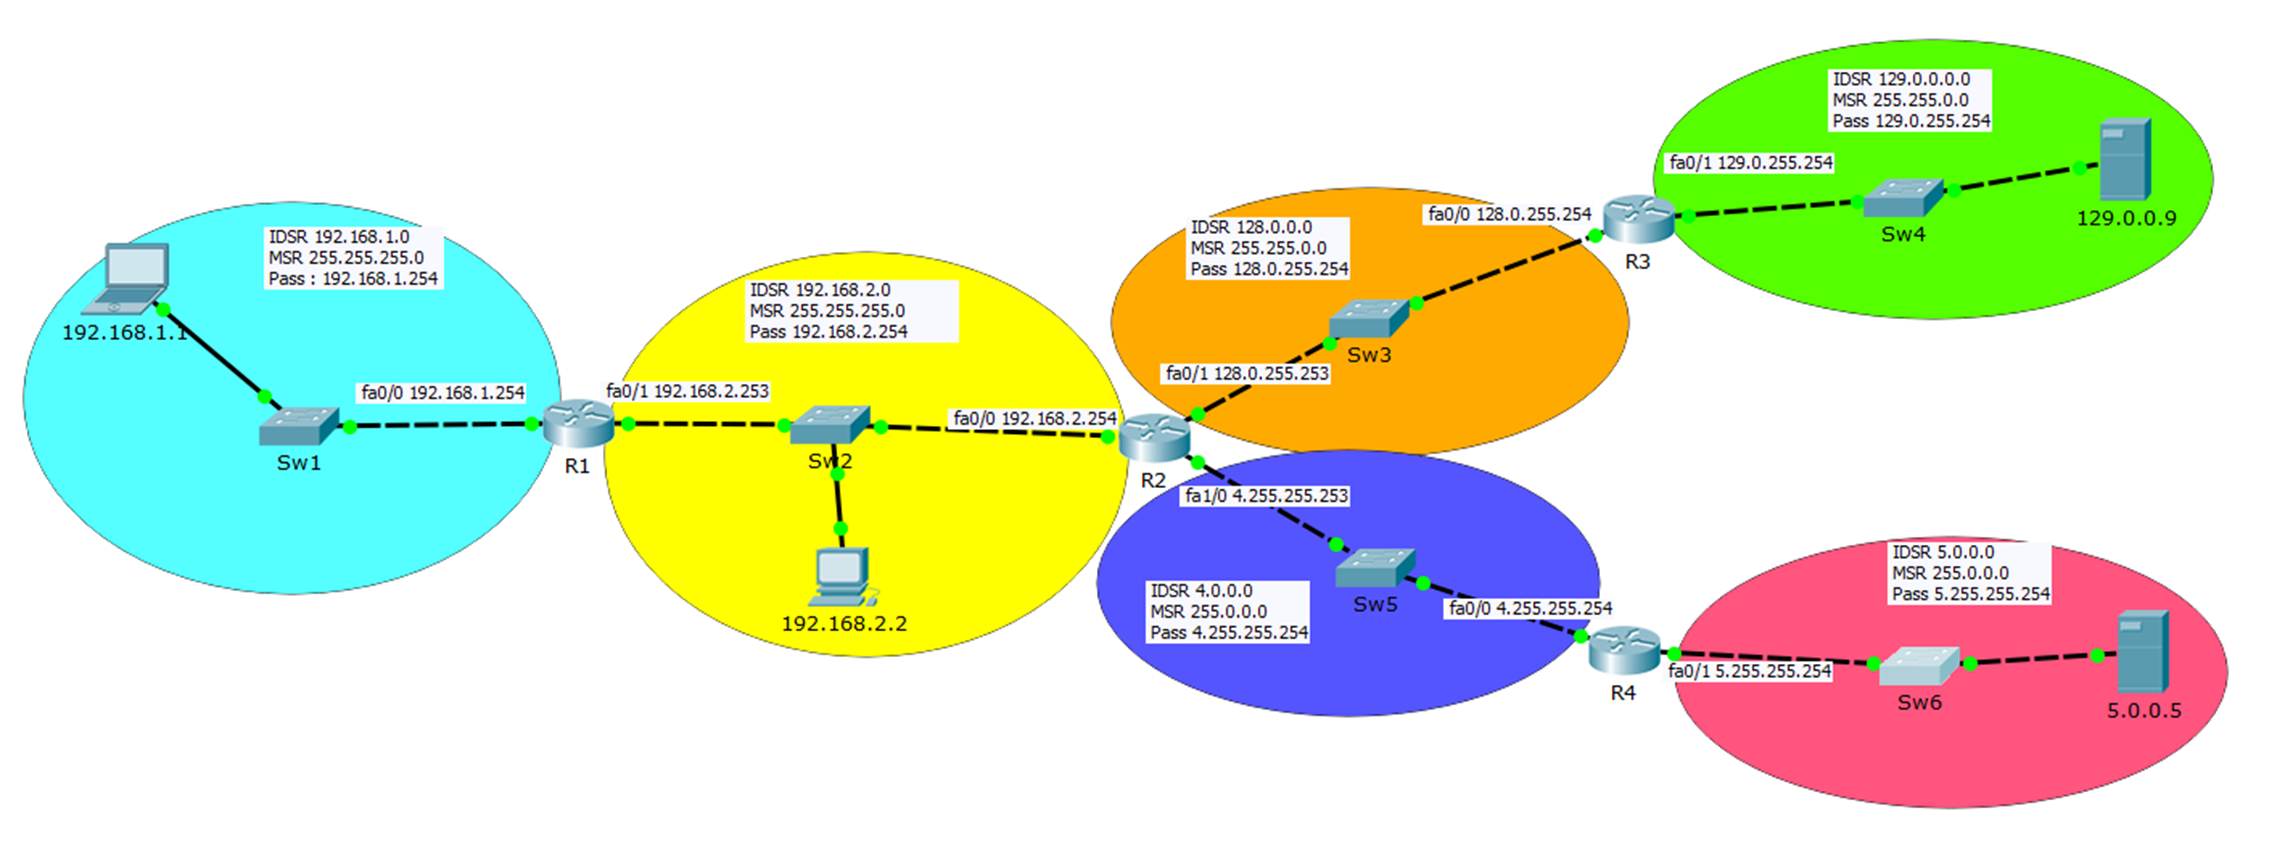 IDSR 192.168.1.0
MSR 255.255.255.0
Pass : 192.168.1.254
192.168.1.1
fa0/0 192.168.1.254
Sw1
R1
IDSR 192.168.2.0
MSR 255.255.255.0
Pass 192.168.2.254
fa0/1 192.168.2.253
Sw2
fa0/0 192.168.2.254
192.168.2.2
R2
IDSR 128.0.0.0
MSR 255.255.0.0
Pass 128.0.255.254
fa0/0 128.0.255.254
Sw3
fa0/1 128.0.255.253
R3
IDSR 129.0.0.0.0
MSR 255.255.0.0
Pass 129.0.255.254
fa0/1 129.0.255.254
Sw4
129.0.0.9
fa1/0 4.255.255.253
IDSR 4.0.0.0
MSR 255.0.0.0
Pass 4.255.255.254
Sw5
fa0/0 4.255.255.254
R4
IDSR 5.0.0.0
MSR 255.0.0.0
Pass 5.255.255.254
fa0/1 5.255.255.254
Sw6
5.0.0.5